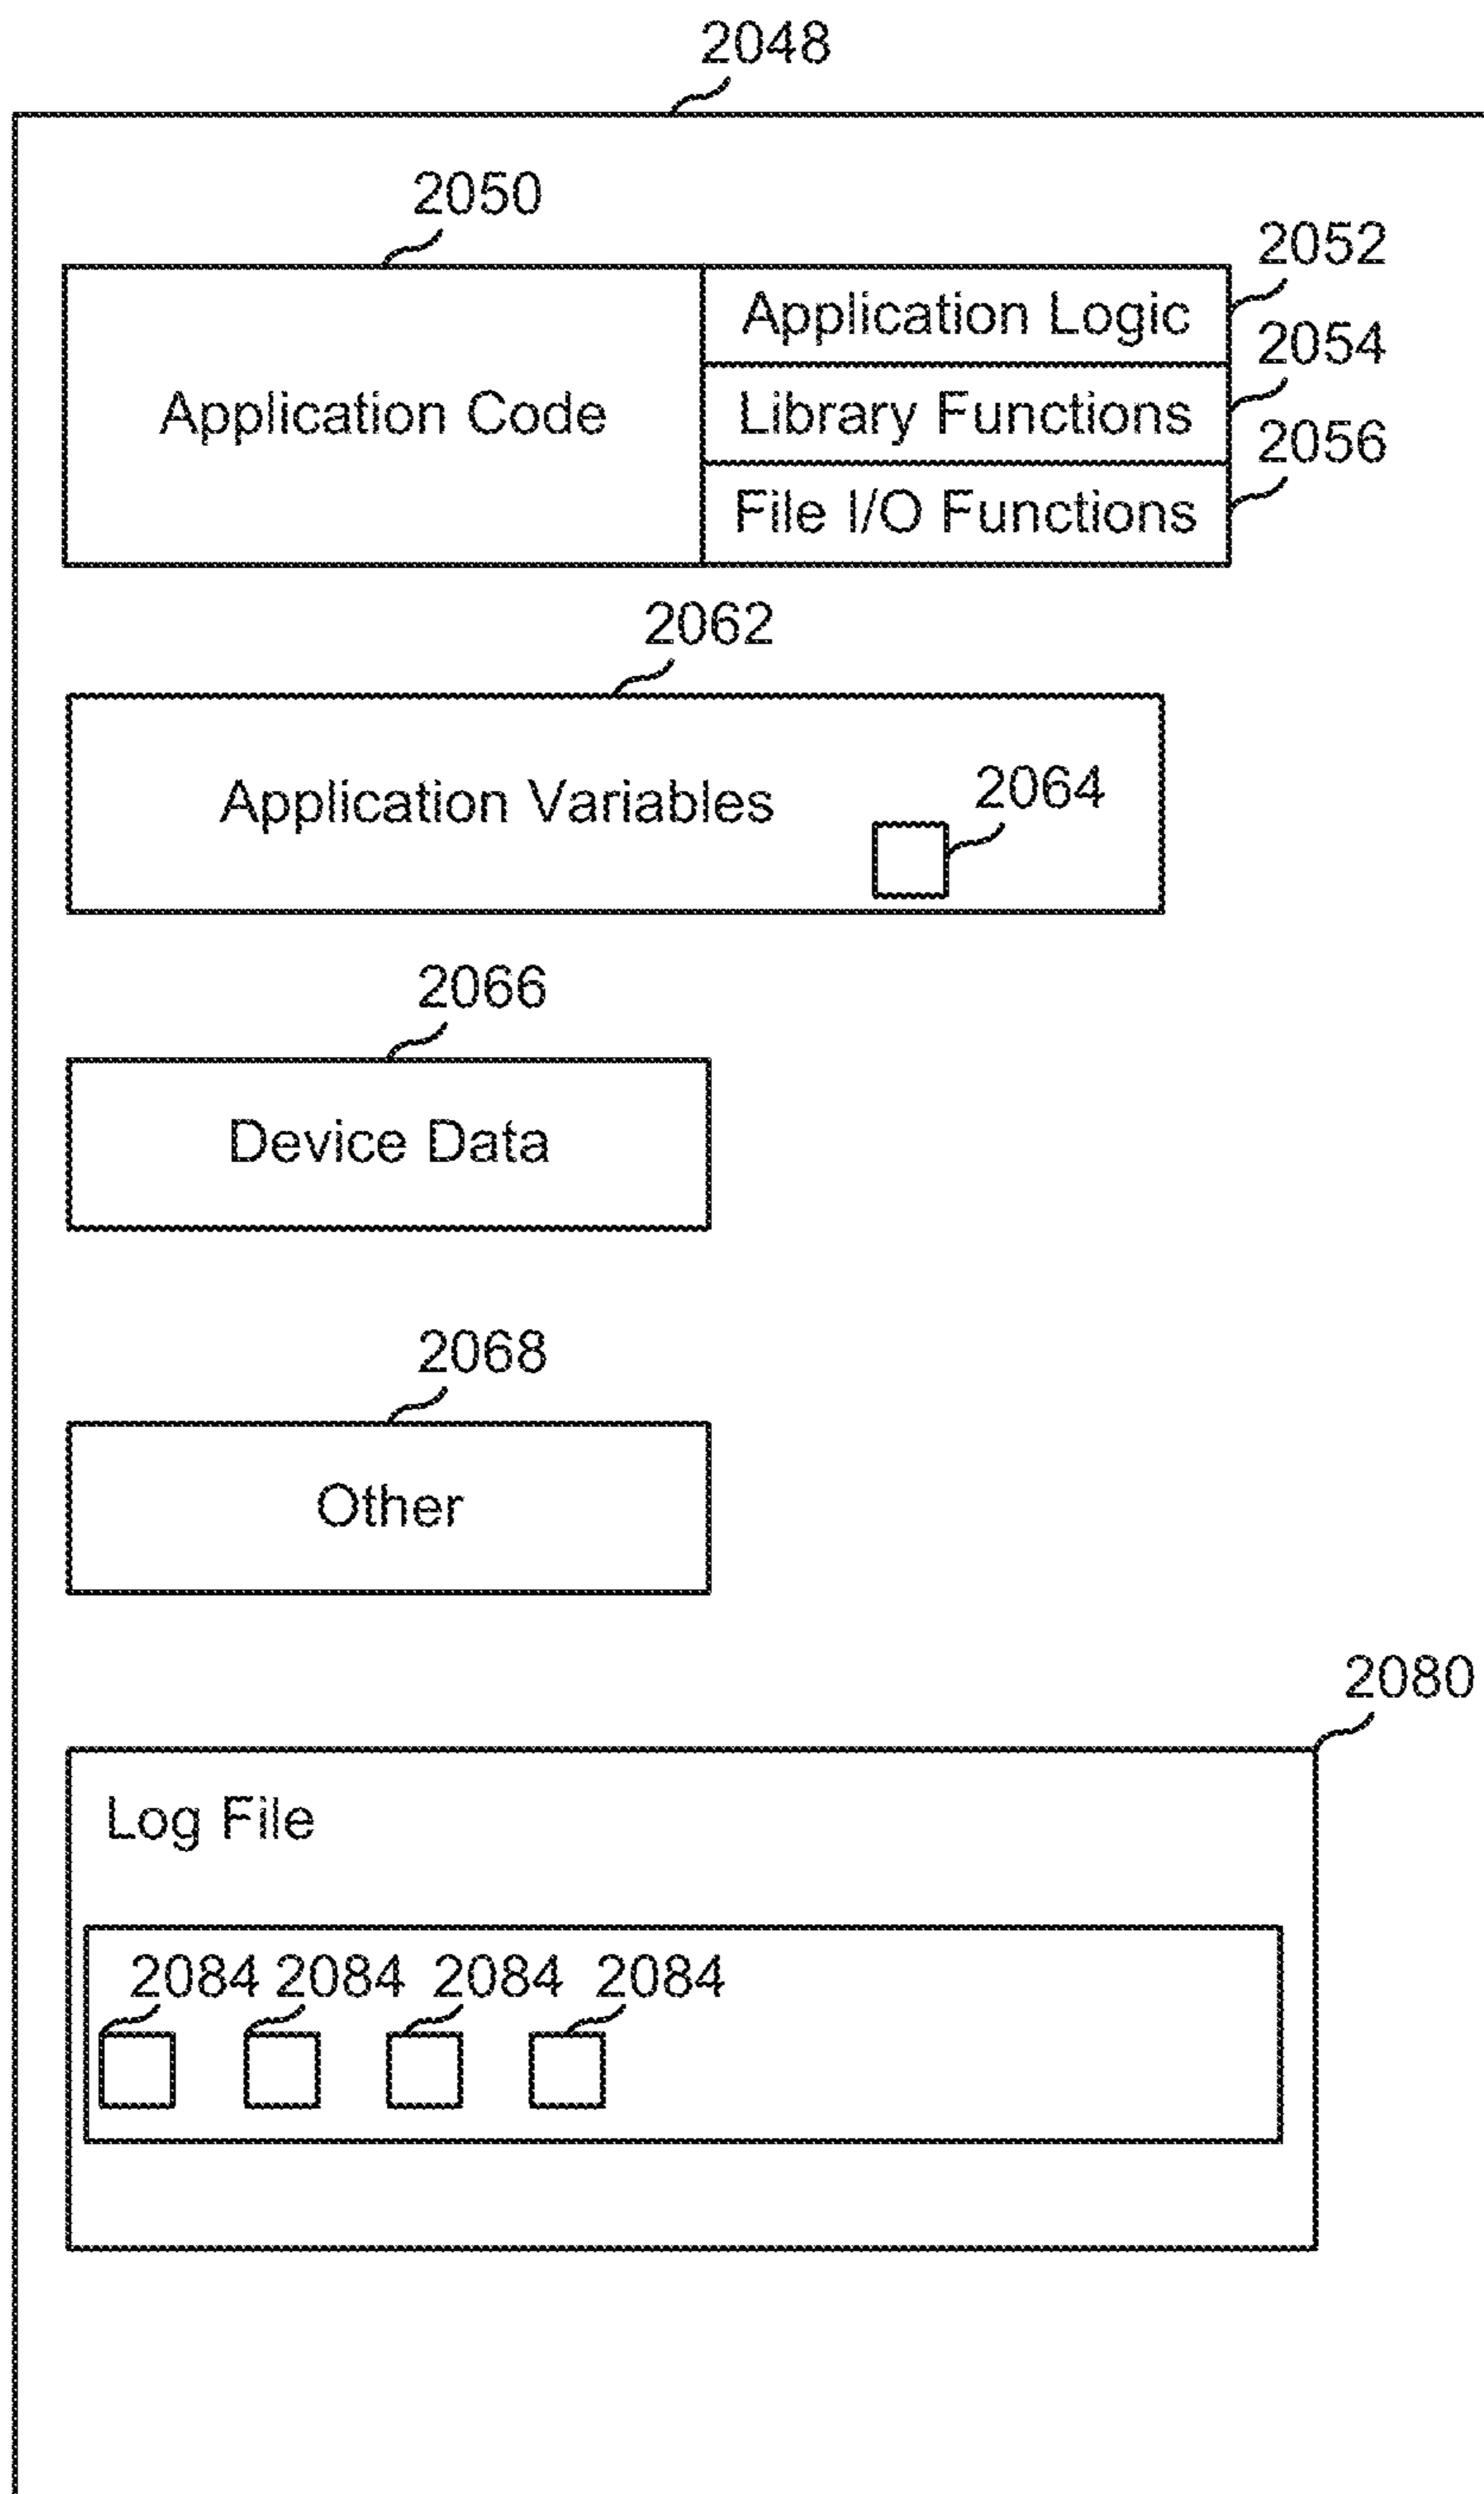 2048
2050
2052
Application Logic
2054
Application Code
Library Functions
2056
File I/O Functions
2062
Application Variables
2064
2066
Device Data
2068
Other
2080
Log File
2084 2084 2084 2084